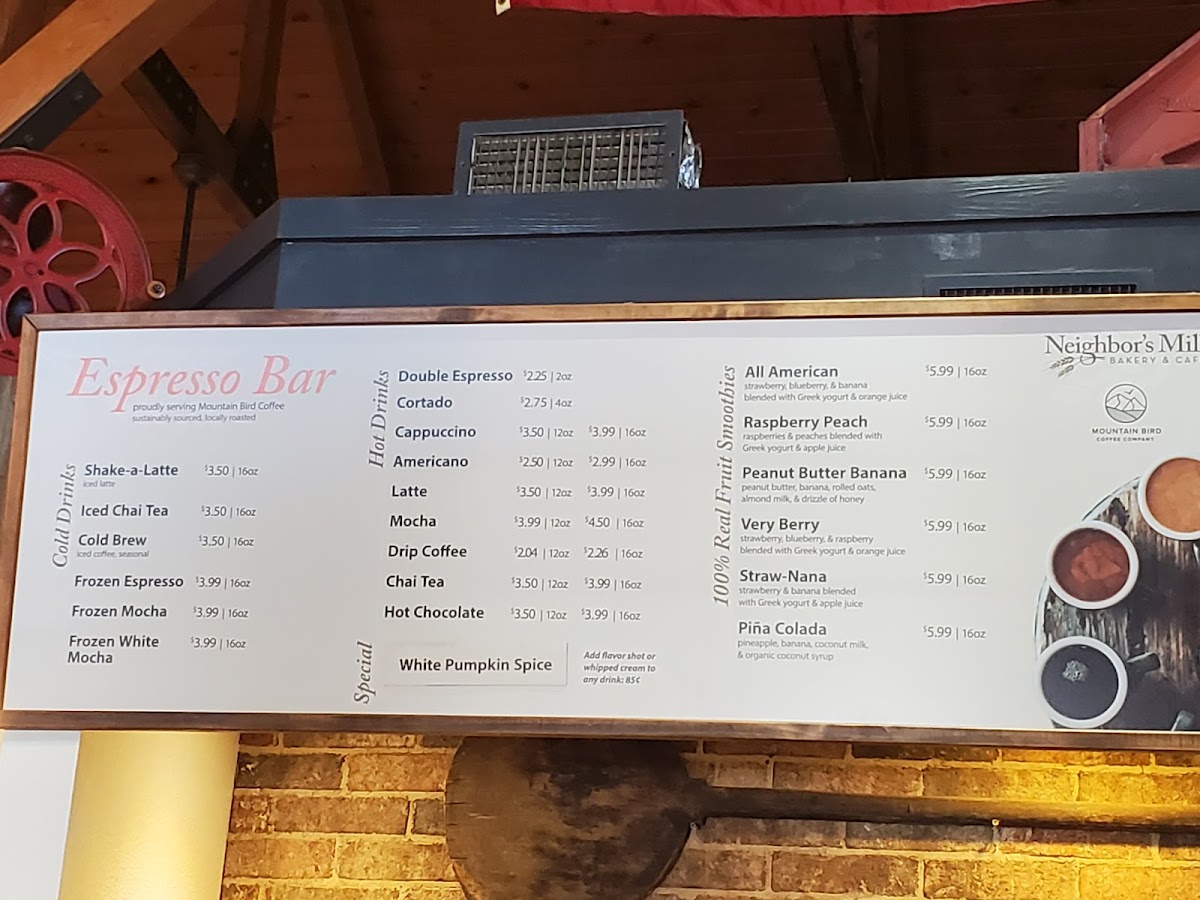 Espresso Bar
proudly serving Mountain Bird Coffee
sustainably sourced, locally roasted
Cold Drinks
Shake-a-Latte $3.50 | 16oz
iced latte
Iced Chai Tea $3.50 | 16oz
Cold Brew $3.50 | 16oz
iced coffee, seasonal
Frozen Espresso $3.99 | 16oz
Frozen Mocha $3.99 | 16oz
Frozen White $3.99 | 16oz
Mocha
Hot Drinks
Double Espresso $2.25 | 2oz
Cortado $2.75 | 4oz
Cappuccino $3.50 | 12oz $3.99 | 16oz
Americano $2.50 | 12oz $2.99 | 16oz
Latte $3.50 | 12oz $3.99 | 16oz
Mocha $3.99 | 12oz $4.50 | 16oz
Drip Coffee $2.04 | 12oz $2.26 | 16oz
Chai Tea $3.50 | 12oz $3.99 | 16oz
Hot Chocolate $3.50 | 12oz $3.99 | 16oz
Special
White Pumpkin Spice
Add flavor shot or
whipped cream to
any drink: 85¢
100% Real Fruit Smoothies
All American $5.99 | 16oz
strawberry, blueberry, & banana
blended with Greek yogurt & orange juice
Raspberry Peach $5.99 | 16oz
raspberries & peaches blended with
Greek yogurt & apple juice
Peanut Butter Banana $5.99 | 16oz
peanut butter, banana, rolled oats,
almond milk, & drizzle of honey
Very Berry $5.99 | 16oz
strawberry, blueberry, & raspberry
blended with Greek yogurt & orange juice
Straw-Nana $5.99 | 16oz
strawberry & banana blended
with Greek yogurt & apple juice
Piña Colada $5.99 | 16oz
pineapple, banana, coconut milk,
& organic coconut syrup
Neighbor's Mil
BAKERY & CAF
MOUNTAIN BIRD
COFFEE COMPANY